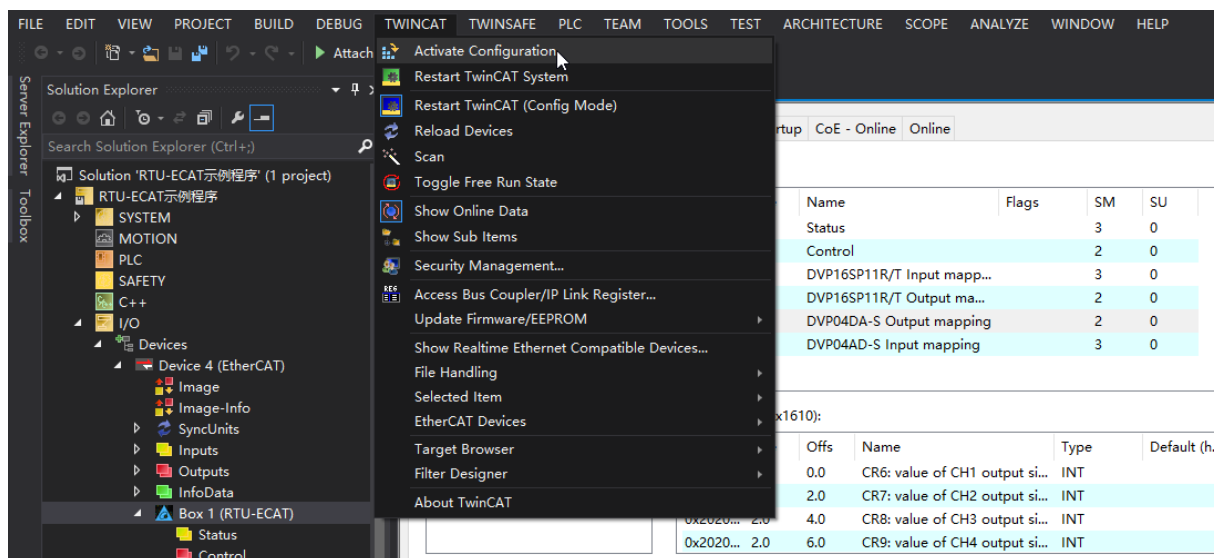 FILE EDIT VIEW PROJECT BUILD DEBUG TWINCAT TWINSAFE PLC TEAM TOOLS TEST ARCHITECTURE SCOPE ANALYZE WINDOW HELP
Attach
Server Explorer
Toolbox
Solution Explorer
Search Solution Explorer (Ctrl+;)
Solution 'RTU-ECAT示例程序' (1 project)
RTU-ECAT示例程序
SYSTEM
MOTION
PLC
SAFETY
C++
I/O
Devices
Device 4 (EtherCAT)
Image
Image-Info
SyncUnits
Inputs
Outputs
InfoData
Box 1 (RTU-ECAT)
Status
Control
Activate Configuration
Restart TwinCAT System
Restart TwinCAT (Config Mode)
Reload Devices
Scan
Toggle Free Run State
Show Online Data
Show Sub Items
Security Management...
REG
Access Bus Coupler/IP Link Register...
Update Firmware/EEPROM
Show Realtime Ethernet Compatible Devices...
File Handling
Selected Item
EtherCAT Devices
Target Browser
Filter Designer
About TwinCAT
rtup CoE - Online Online
Name Flags SM SU
Status 3 0
Control 2 0
DVP16SP11R/T Input mapp... 3 0
DVP16SP11R/T Output ma... 2 0
DVP04DA-S Output mapping 2 0
DVP04AD-S Input mapping 3 0
x1610):
Offs Name Type Default (h.
0.0 CR6: value of CH1 output si... INT
2.0 CR7: value of CH2 output si... INT
0x2020... 2.0 4.0 CR8: value of CH3 output si... INT
0x2020... 2.0 6.0 CR9: value of CH4 output si... INT